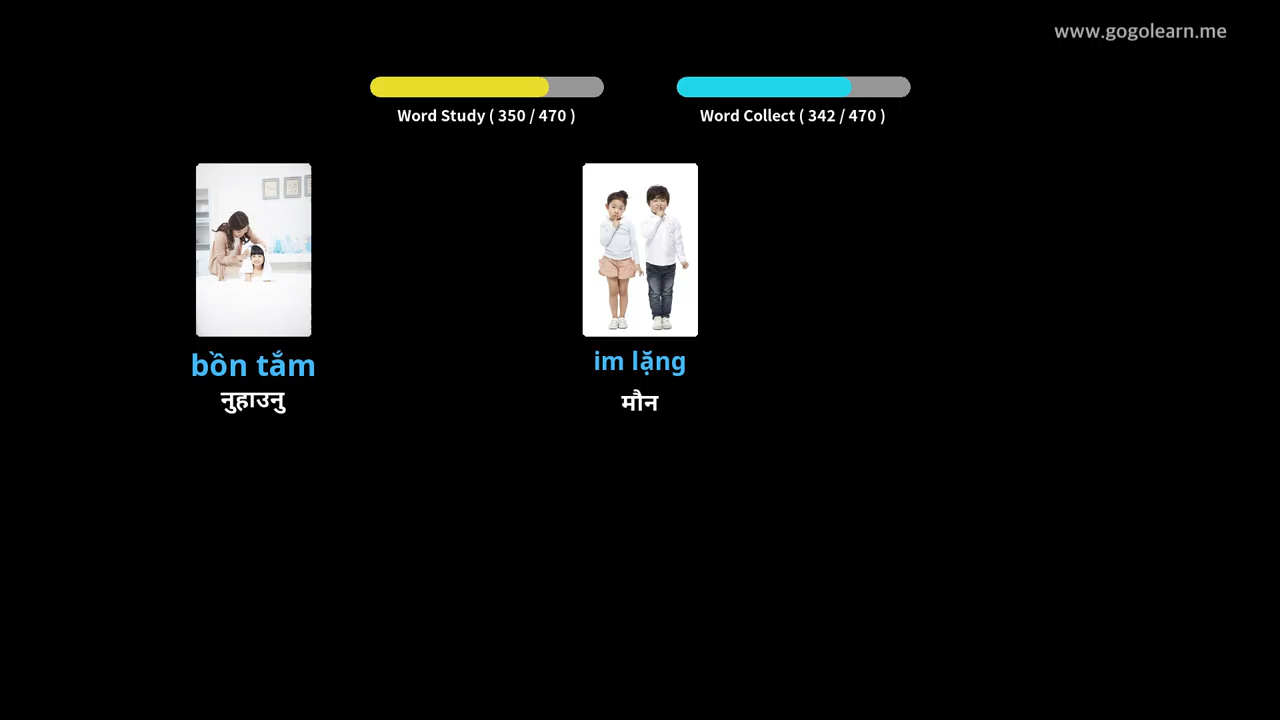 www.gogolearn.me
Word Study ( 350 / 470 )
Word Collect ( 342 / 470 )
bồn tắm
नुहाउनु
im lặng
मौन